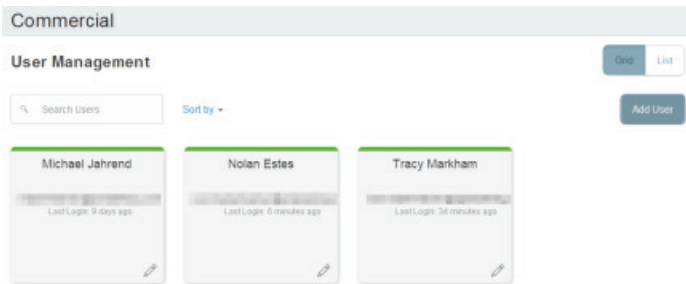 Commercial
User Management
Grid List
Search Users
Sort by
Add User
Michael Jahrend Nolan Estes Tracy Markham
Last Login: 9 days ago Last Login: 6 minutes ago Last Login: 34 minutes ago